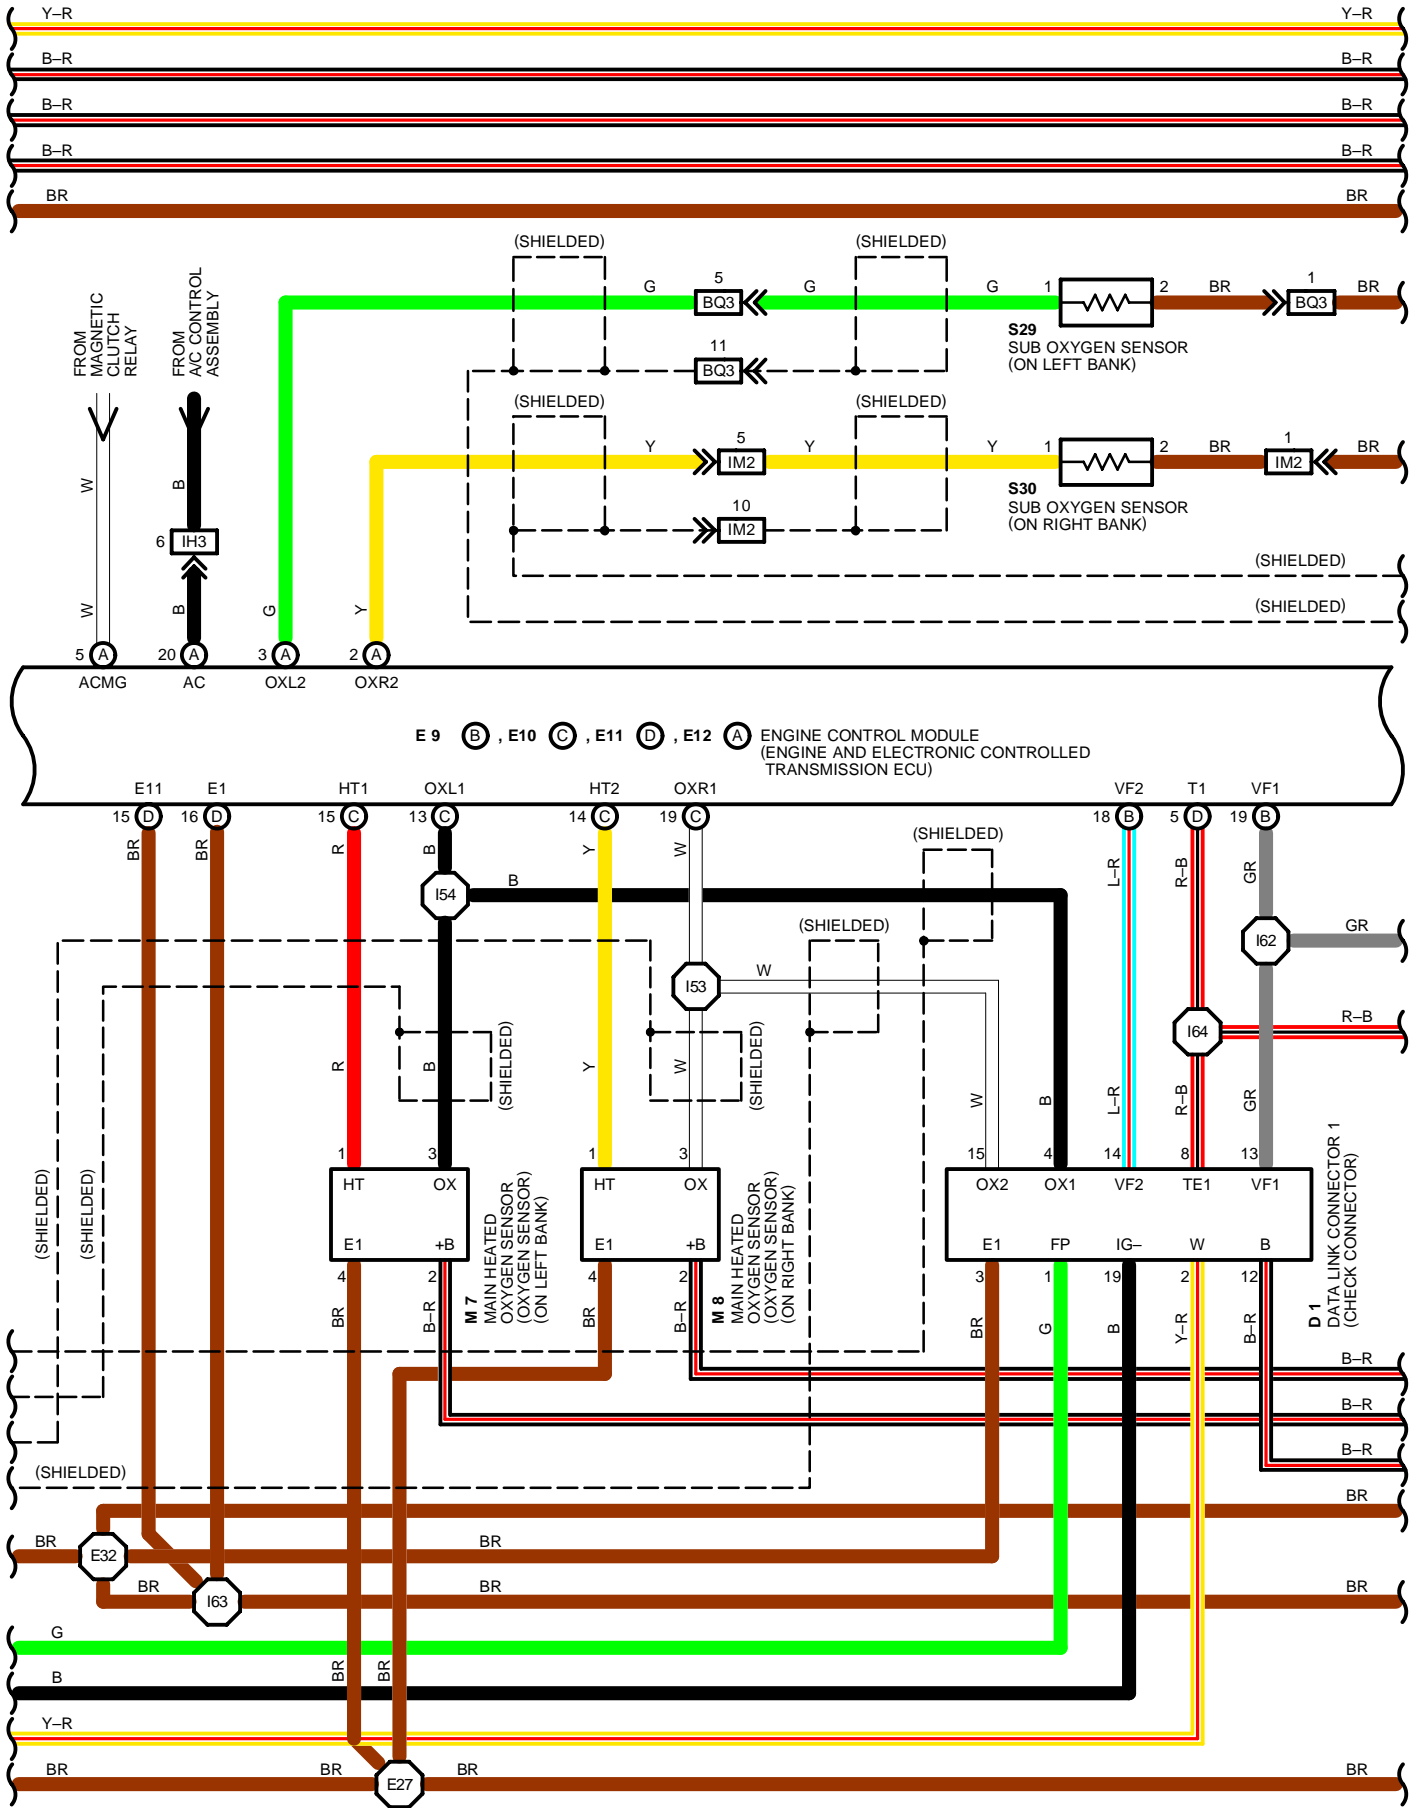 Y–R Y–R
B–R B–R
B–R B–R
B–R B–R
BR BR
(SHIELDED) (SHIELDED)
FROM
MAGNETIC
CLUTCH
RELAY
FROM
A/C CONTROL
ASSEMBLY
G 5 BQ3 G G 1 2 BR 1 BQ3 BR
S29
SUB OXYGEN SENSOR
(ON LEFT BANK)
11
BQ3
(SHIELDED) (SHIELDED)
Y 5 IM2 Y Y 1 2 BR 1 IM2 BR
S30
SUB OXYGEN SENSOR
(ON RIGHT BANK)
10
IM2
W B
6 IH3
(SHIELDED)
(SHIELDED)
W B G Y
5 A 20 A 3 A 2 A
ACMG AC OXL2 OXR2
E 9 B , E10 C , E11 D , E12 A ENGINE CONTROL MODULE
(ENGINE AND ELECTRONIC CONTROLLED
TRANSMISSION ECU)
E11 E1 HT1 OXL1 HT2 OXR1 VF2 T1 VF1
15 D 16 D 15 C 13 C 14 C 19 C 18 B 5 D 19 B
BR BR R B Y W (SHIELDED) L–R R–B GR
I54 B
(SHIELDED)
I62 GR
I53 W
I64 R–B
R B (SHIELDED) Y W (SHIELDED)
W B L–R R–B GR
1 3 1 3 15 4 14 8 13
HT OX HT OX OX2 OX1 VF2 TE1 VF1
E1 +B E1 +B E1 FP IG– W B
4 2 4 2 3 1 19 2 12
(SHIELDED)
(SHIELDED)
M 7
MAIN HEATED
OXYGEN SENSOR
(OXYGEN SENSOR)
(ON LEFT BANK)
M 8
MAIN HEATED
OXYGEN SENSOR
(OXYGEN SENSOR)
(ON RIGHT BANK)
D 1
DATA LINK CONNECTOR 1
(CHECK CONNECTOR)
BR B–R BR B–R BR G B Y–R B–R
B–R
B–R
B–R
(SHIELDED)
BR
BR E32 BR
BR I63 BR BR
G
B BR BR
Y–R
BR BR E27 BR BR